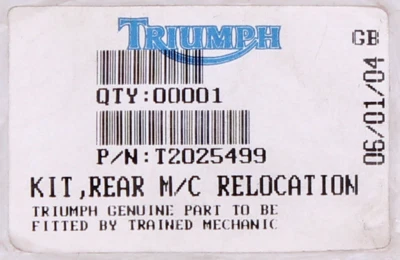 TRIUMPH
GB
QTY:00001
06/01/04
P/N:T2025499
KIT,REAR M/C RELOCATION
TRIUMPH GENUINE PART TO BE
FITTED BY TRAINED MECHANIC